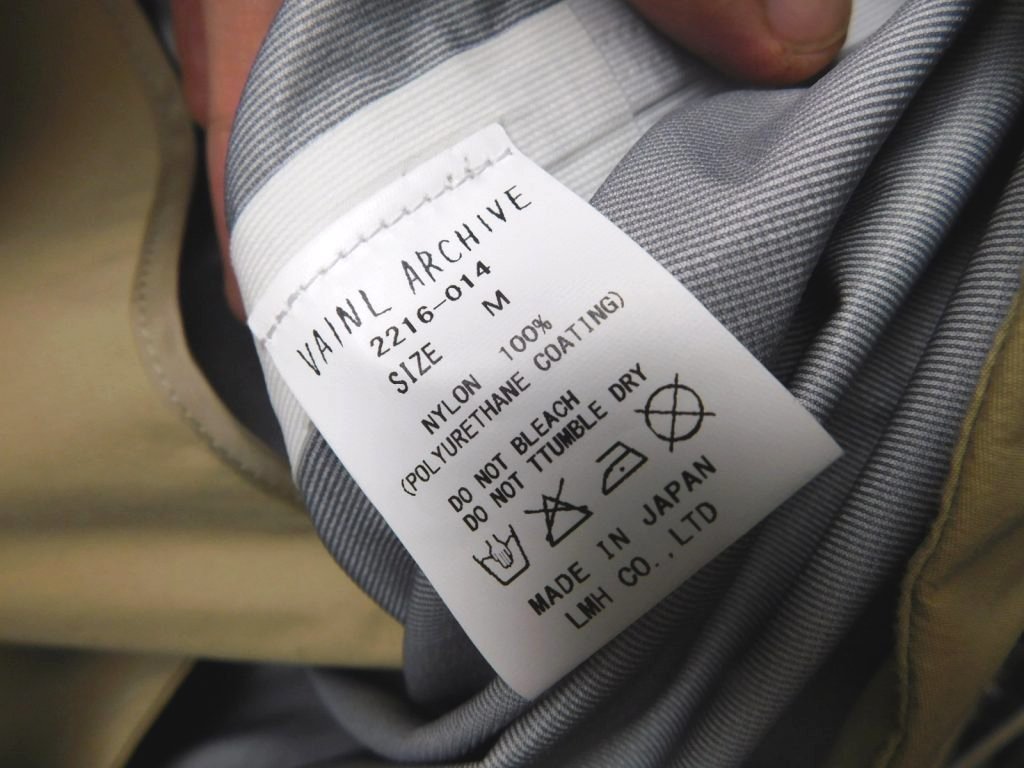 VAINL ARCHIVE
2216-014
SIZE M
NYLON 100%
(POLYURETHANE COATING)
DO NOT BLEACH
DO NOT TTUMBLE DRY
MADE IN JAPAN
LMH CO.,LTD